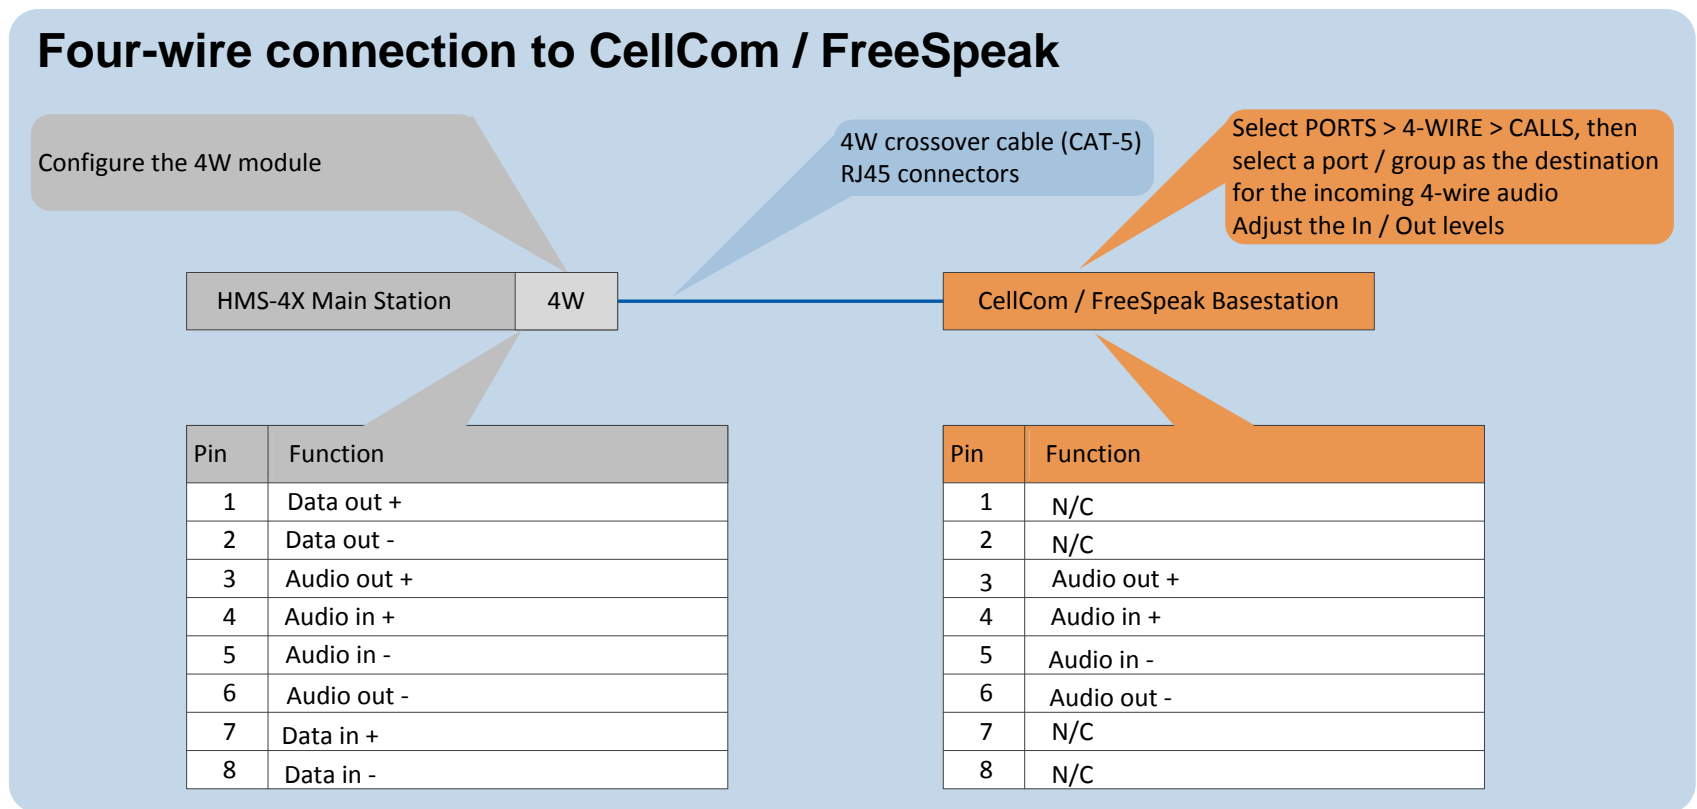 Four-wire connection to CellCom / FreeSpeak
Configure the 4W module
4W crossover cable (CAT-5)
RJ45 connectors
Select PORTS > 4-WIRE > CALLS, then
select a port / group as the destination
for the incoming 4-wire audio
Adjust the In / Out levels
HMS-4X Main Station 4W
CellCom / FreeSpeak Basestation
Pin Function
1 Data out +
2 Data out -
3 Audio out +
4 Audio in +
5 Audio in -
6 Audio out -
7 Data in +
8 Data in -
Pin Function
1 N/C
2 N/C
3 Audio out +
4 Audio in +
5 Audio in -
6 Audio out -
7 N/C
8 N/C